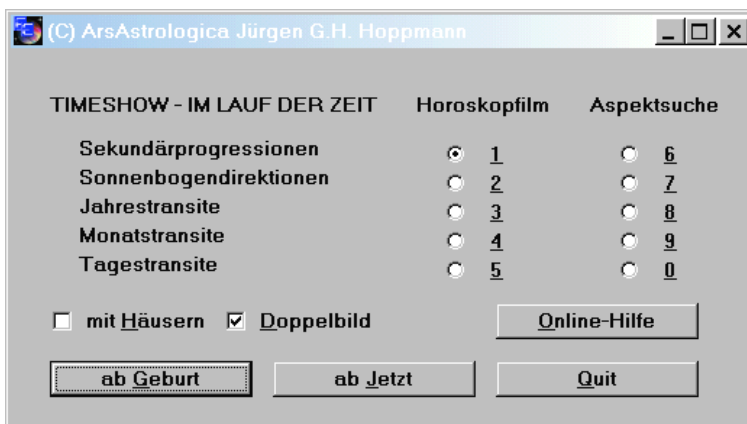 (C) ArsAstrologica Jürgen G.H. Hoppmann
TIMESHOW - IM LAUF DER ZEIT Horoskopfilm Aspektsuche
Sekundärprogressionen 1 6
Sonnenbogendirektionen 2 7
Jahrestransite 3 8
Monatstransite 4 9
Tagestransite 5 0
mit Häusern Doppelbild Online-Hilfe
ab Geburt ab Jetzt Quit